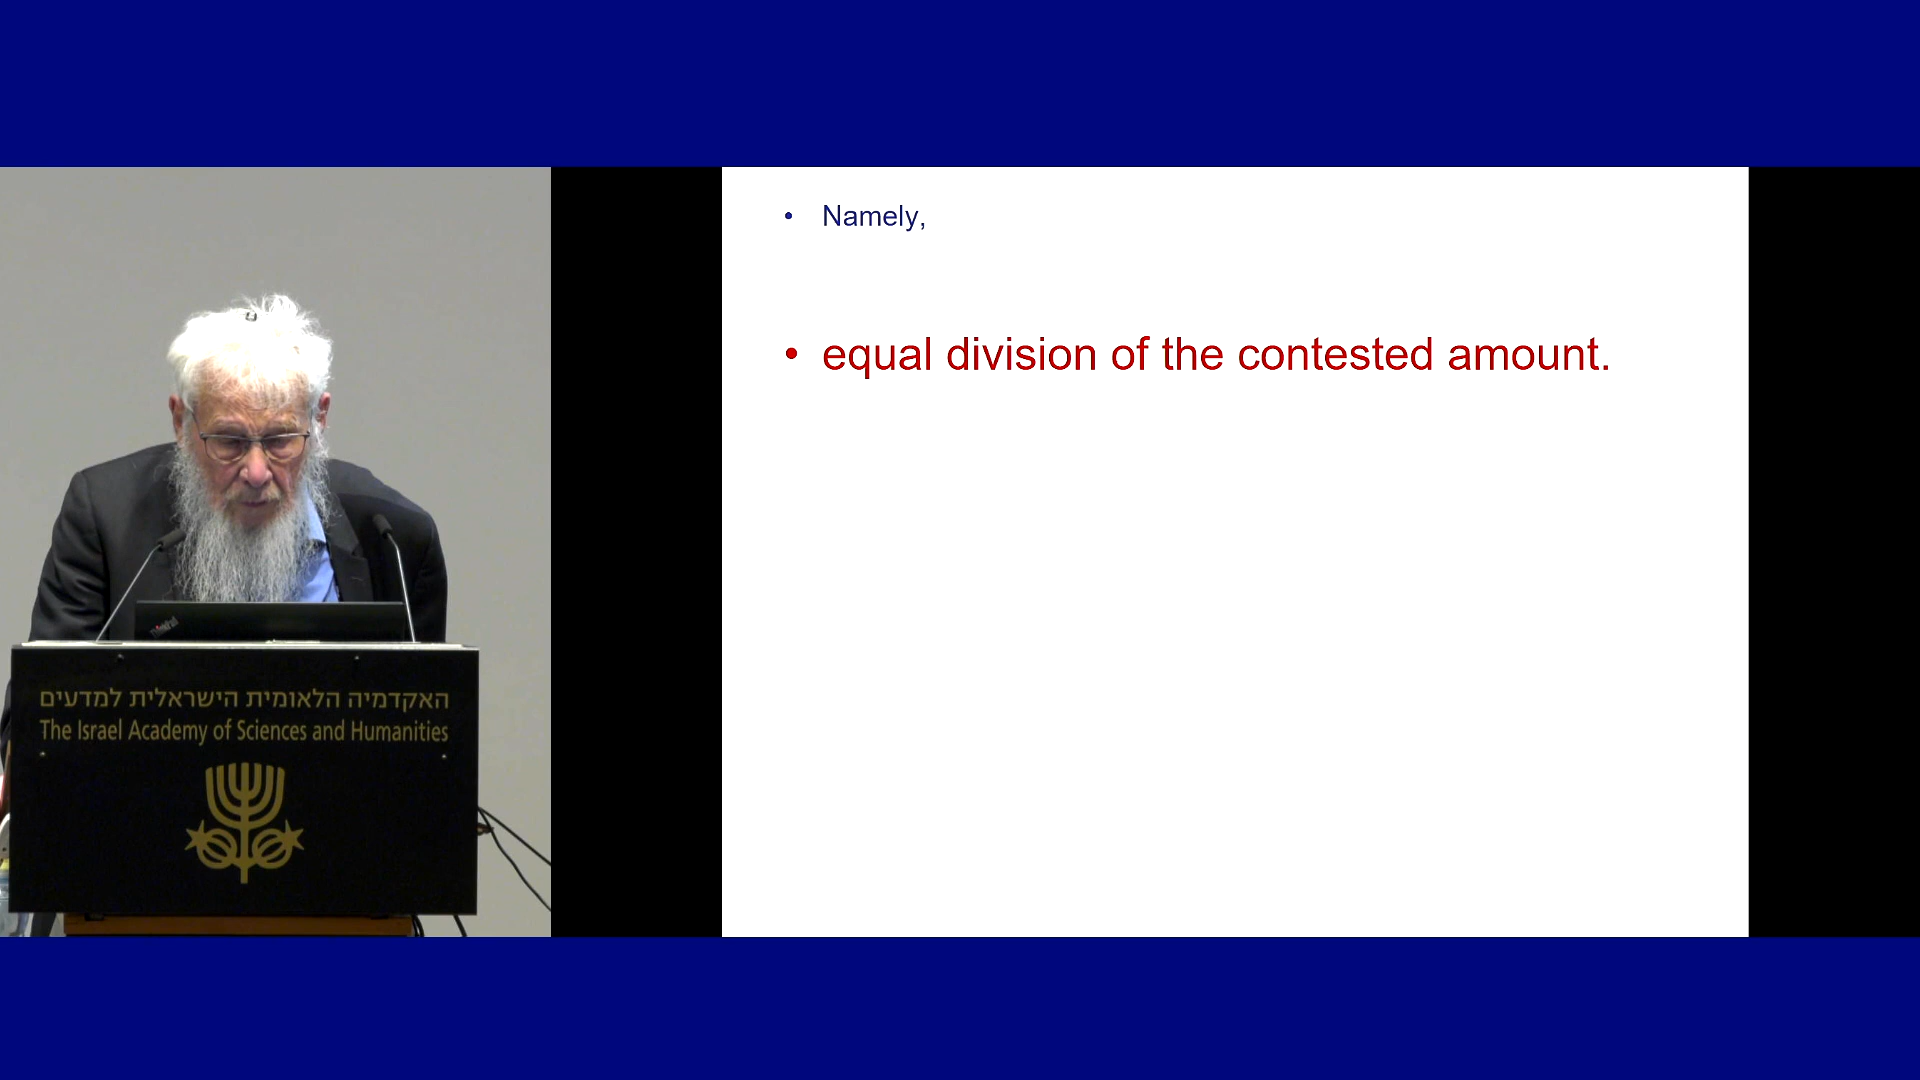 • Namely,
• equal division of the contested amount.
האקדמיה הלאומית הישראלית למדעים
The Israel Academy of Sciences and Humanities